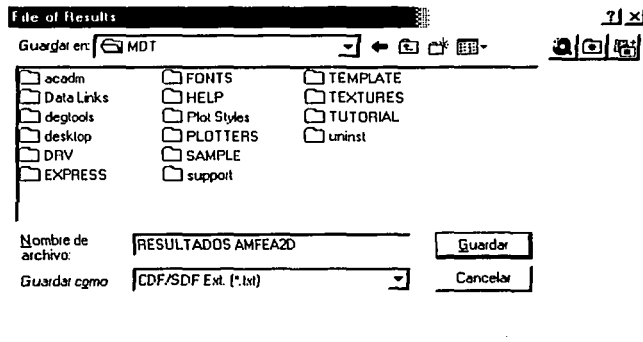 File of Results
Guardar en: MDT
acadm
Data Links
degtools
desktop
DRV
EXPRESS
FONTS
HELP
Plot Styles
PLOTTERS
SAMPLE
support
TEMPLATE
TEXTURES
TUTORIAL
uninst
Nombre de archivo: RESULTADOS AMFEA2D
Guardar
Guardar como CDF/SDF Ext. (*.txt)
Cancelar